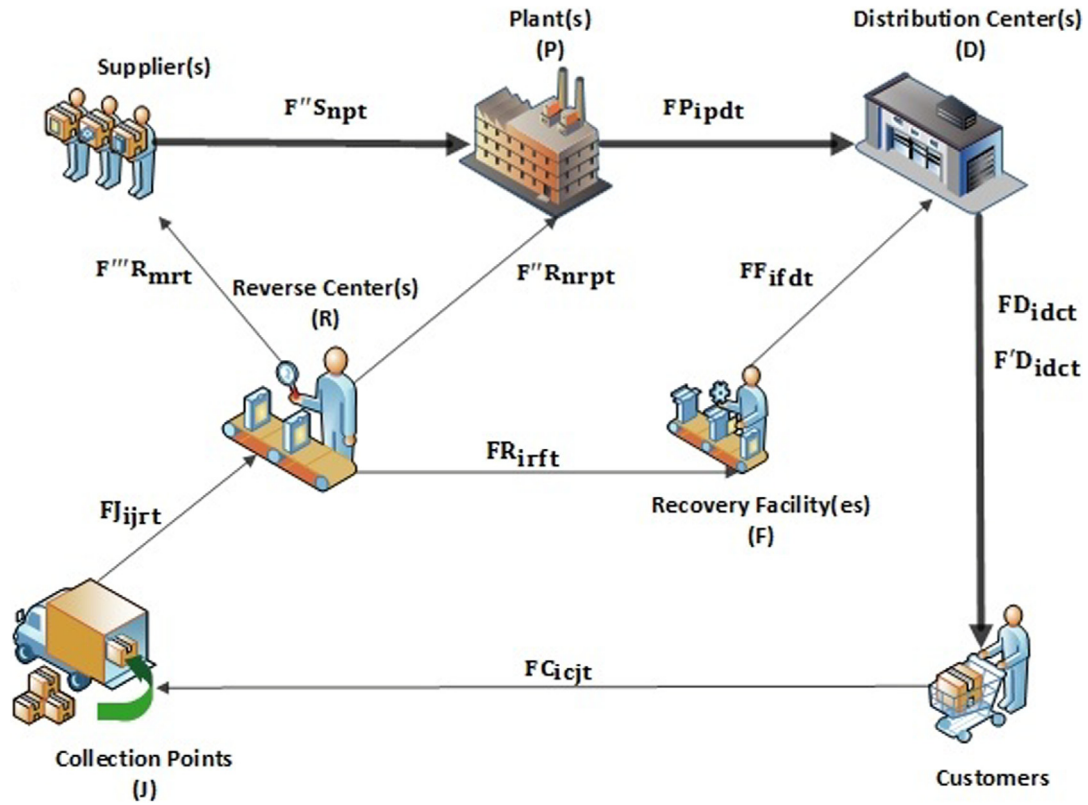 Plant(s)
(P)
Distribution Center(s)
(D)
Supplier(s)
F″Snpt
FPipdt
F‴Rmrt
Reverse Center(s)
(R)
F″Rnrpt
FFifdt
FDidct
F′Didct
FRirft
Recovery Facility(es)
(F)
FJijrt
FCicjt
Collection Points
(J)
Customers